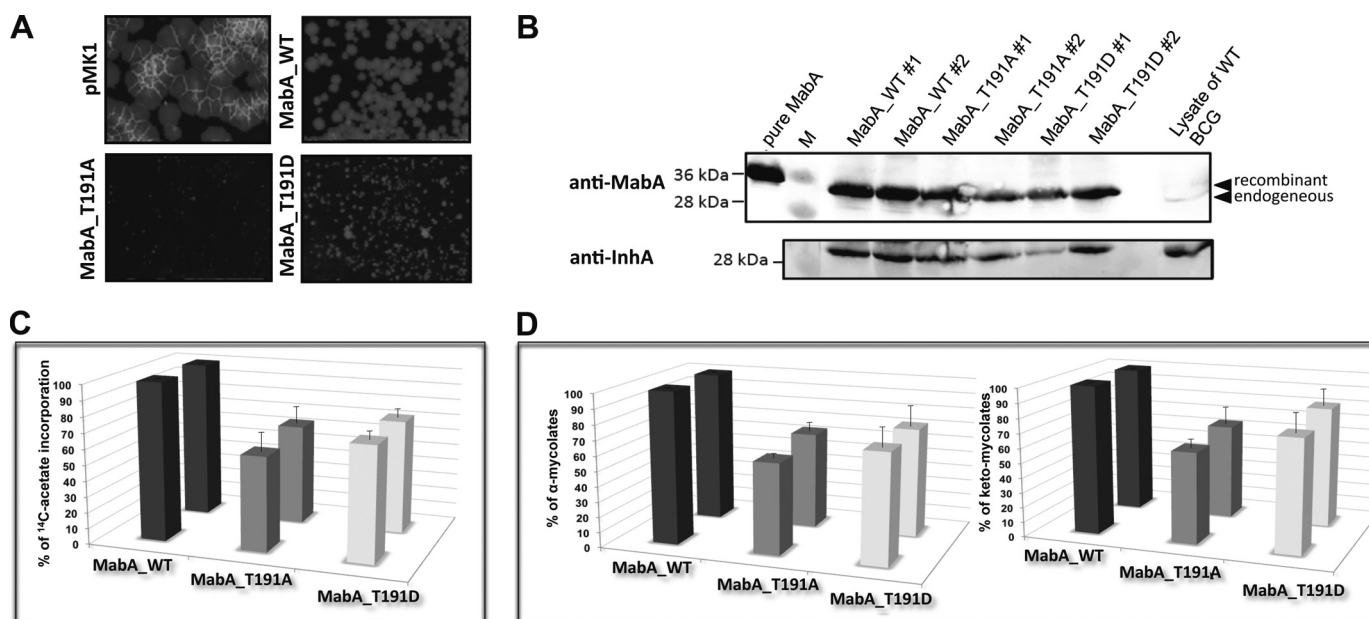 A
pMK1
MabA_WT
MabA_T191A
MabA_T191D
B
pure MabA
M
MabA_WT #1
MabA_WT #2
MabA_T191A #1
MabA_T191A #2
MabA_T191D #1
MabA_T191D #2
Lysate of WT
BCG
anti-MabA
36 kDa
28 kDa
recombinant
endogeneous
anti-InhA
28 kDa
C
% of ¹⁴C-acetate incorporation
100
90
80
70
60
50
40
30
20
10
0
MabA_WT
MabA_T191A
MabA_T191D
D
% of α-mycolates
100
90
80
70
60
50
40
30
20
10
0
MabA_WT
MabA_T191A
MabA_T191D
% of keto-mycolates
100
90
80
70
60
50
40
30
20
10
0
MabA_WT
MabA_T191A
MabA_T191D